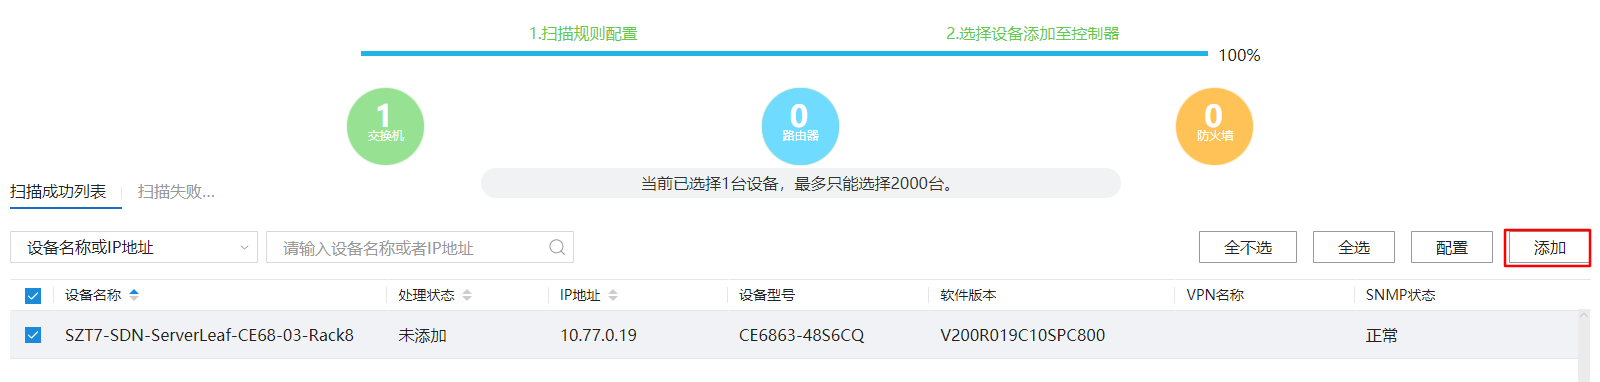 1.扫描规则配置 2.选择设备添加至控制器
100%
1 0 0
交换机 路由器 防火墙
当前已选择1台设备，最多只能选择2000台。
扫描成功列表 扫描失败...
设备名称或IP地址 请输入设备名称或者IP地址 全不选 全选 配置 添加
设备名称 处理状态 IP地址 设备型号 软件版本 VPN名称 SNMP状态
SZT7-SDN-ServerLeaf-CE68-03-Rack8 未添加 10.77.0.19 CE6863-48S6CQ V200R019C10SPC800 正常